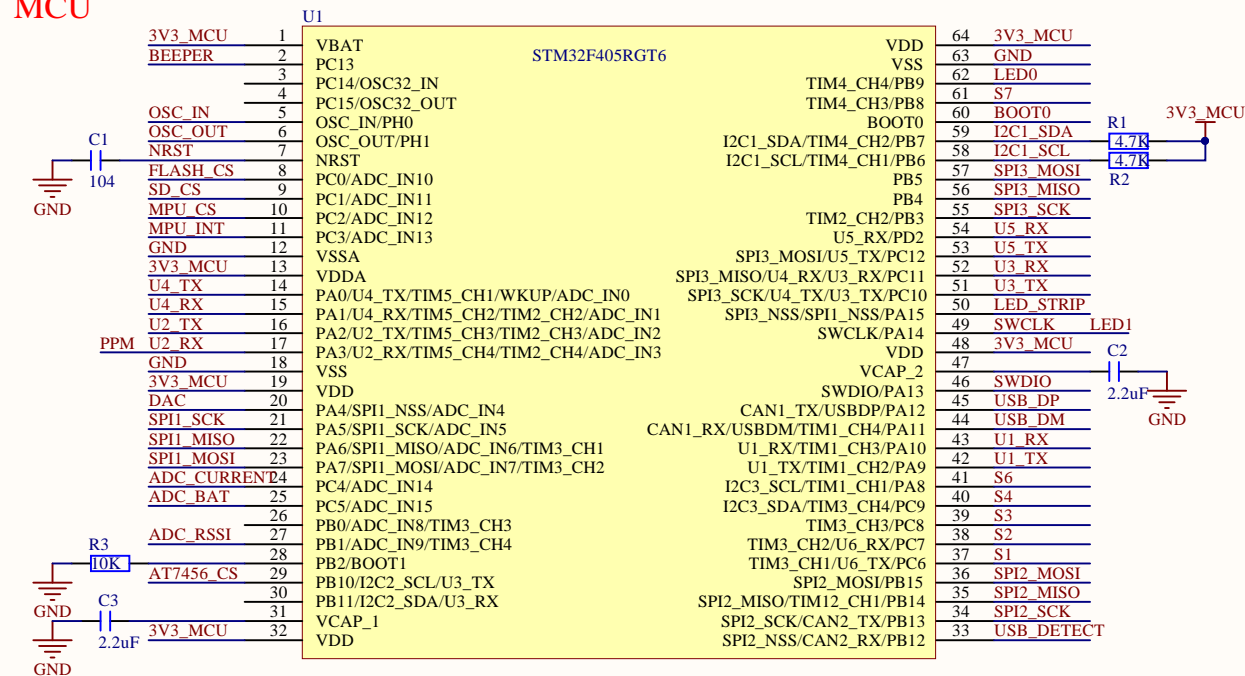 MCU
U1
STM32F405RGT6
3V3_MCU 1 VBAT VDD 64 3V3_MCU
BEEPER 2 PC13 VSS 63 GND
3 PC14/OSC32_IN TIM4_CH4/PB9 62 LED0
4 PC15/OSC32_OUT TIM4_CH3/PB8 61 S7
OSC_IN 5 OSC_IN/PH0 BOOT0 60 BOOT0 3V3_MCU
OSC_OUT 6 OSC_OUT/PH1 I2C1_SDA/TIM4_CH2/PB7 59 I2C1_SDA R1 4.7K
C1 104 GND NRST 7 NRST I2C1_SCL/TIM4_CH1/PB6 58 I2C1_SCL 4.7K R2
FLASH_CS 8 PC0/ADC_IN10 PB5 57 SPI3_MOSI
SD_CS 9 PC1/ADC_IN11 PB4 56 SPI3_MISO
MPU_CS 10 PC2/ADC_IN12 TIM2_CH2/PB3 55 SPI3_SCK
MPU_INT 11 PC3/ADC_IN13 U5_RX/PD2 54 U5_RX
GND 12 VSSA SPI3_MOSI/U5_TX/PC12 53 U5_TX
3V3_MCU 13 VDDA SPI3_MISO/U4_RX/U3_RX/PC11 52 U3_RX
U4_TX 14 PA0/U4_TX/TIM5_CH1/WKUP/ADC_IN0 SPI3_SCK/U4_TX/U3_TX/PC10 51 U3_TX
U4_RX 15 PA1/U4_RX/TIM5_CH2/TIM2_CH2/ADC_IN1 SPI3_NSS/SPI1_NSS/PA15 50 LED_STRIP
U2_TX 16 PA2/U2_TX/TIM5_CH3/TIM2_CH3/ADC_IN2 SWCLK/PA14 49 SWCLK LED1
PPM U2_RX 17 PA3/U2_RX/TIM5_CH4/TIM2_CH4/ADC_IN3 VDD 48 3V3_MCU
GND 18 VSS VCAP_2 47 C2 2.2uF GND
3V3_MCU 19 VDD SWDIO/PA13 46 SWDIO
DAC 20 PA4/SPI1_NSS/ADC_IN4 CAN1_TX/USBDP/PA12 45 USB_DP
SPI1_SCK 21 PA5/SPI1_SCK/ADC_IN5 CAN1_RX/USBDM/TIM1_CH4/PA11 44 USB_DM
SPI1_MISO 22 PA6/SPI1_MISO/ADC_IN6/TIM3_CH1 U1_RX/TIM1_CH3/PA10 43 U1_RX
SPI1_MOSI 23 PA7/SPI1_MOSI/ADC_IN7/TIM3_CH2 U1_TX/TIM1_CH2/PA9 42 U1_TX
ADC_CURRENT 24 PC4/ADC_IN14 I2C3_SCL/TIM1_CH1/PA8 41 S6
ADC_BAT 25 PC5/ADC_IN15 I2C3_SDA/TIM3_CH4/PC9 40 S4
26 PB0/ADC_IN8/TIM3_CH3 TIM3_CH3/PC8 39 S3
ADC_RSSI 27 PB1/ADC_IN9/TIM3_CH4 TIM3_CH2/U6_RX/PC7 38 S2
R3 10K GND 28 PB2/BOOT1 TIM3_CH1/U6_TX/PC6 37 S1
AT7456_CS 29 PB10/I2C2_SCL/U3_TX SPI2_MOSI/PB15 36 SPI2_MOSI
30 PB11/I2C2_SDA/U3_RX SPI2_MISO/TIM12_CH1/PB14 35 SPI2_MISO
C3 2.2uF GND 31 VCAP_1 SPI2_SCK/CAN2_TX/PB13 34 SPI2_SCK
3V3_MCU 32 VDD SPI2_NSS/CAN2_RX/PB12 33 USB_DETECT